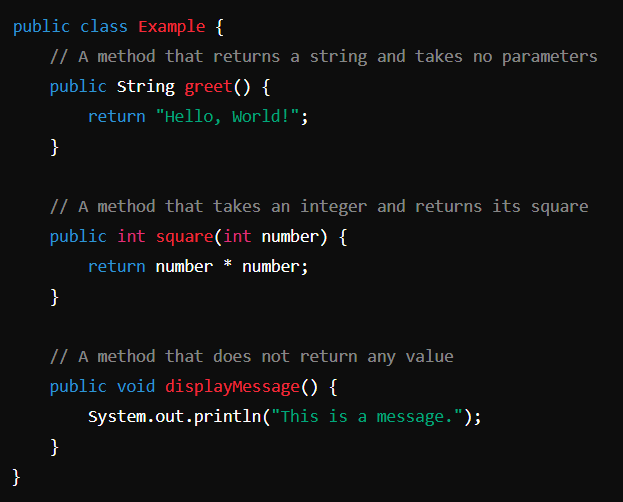 public class Example {
    // A method that returns a string and takes no parameters
    public String greet() {
        return "Hello, World!";
    }

    // A method that takes an integer and returns its square
    public int square(int number) {
        return number * number;
    }

    // A method that does not return any value
    public void displayMessage() {
        System.out.println("This is a message.");
    }
}